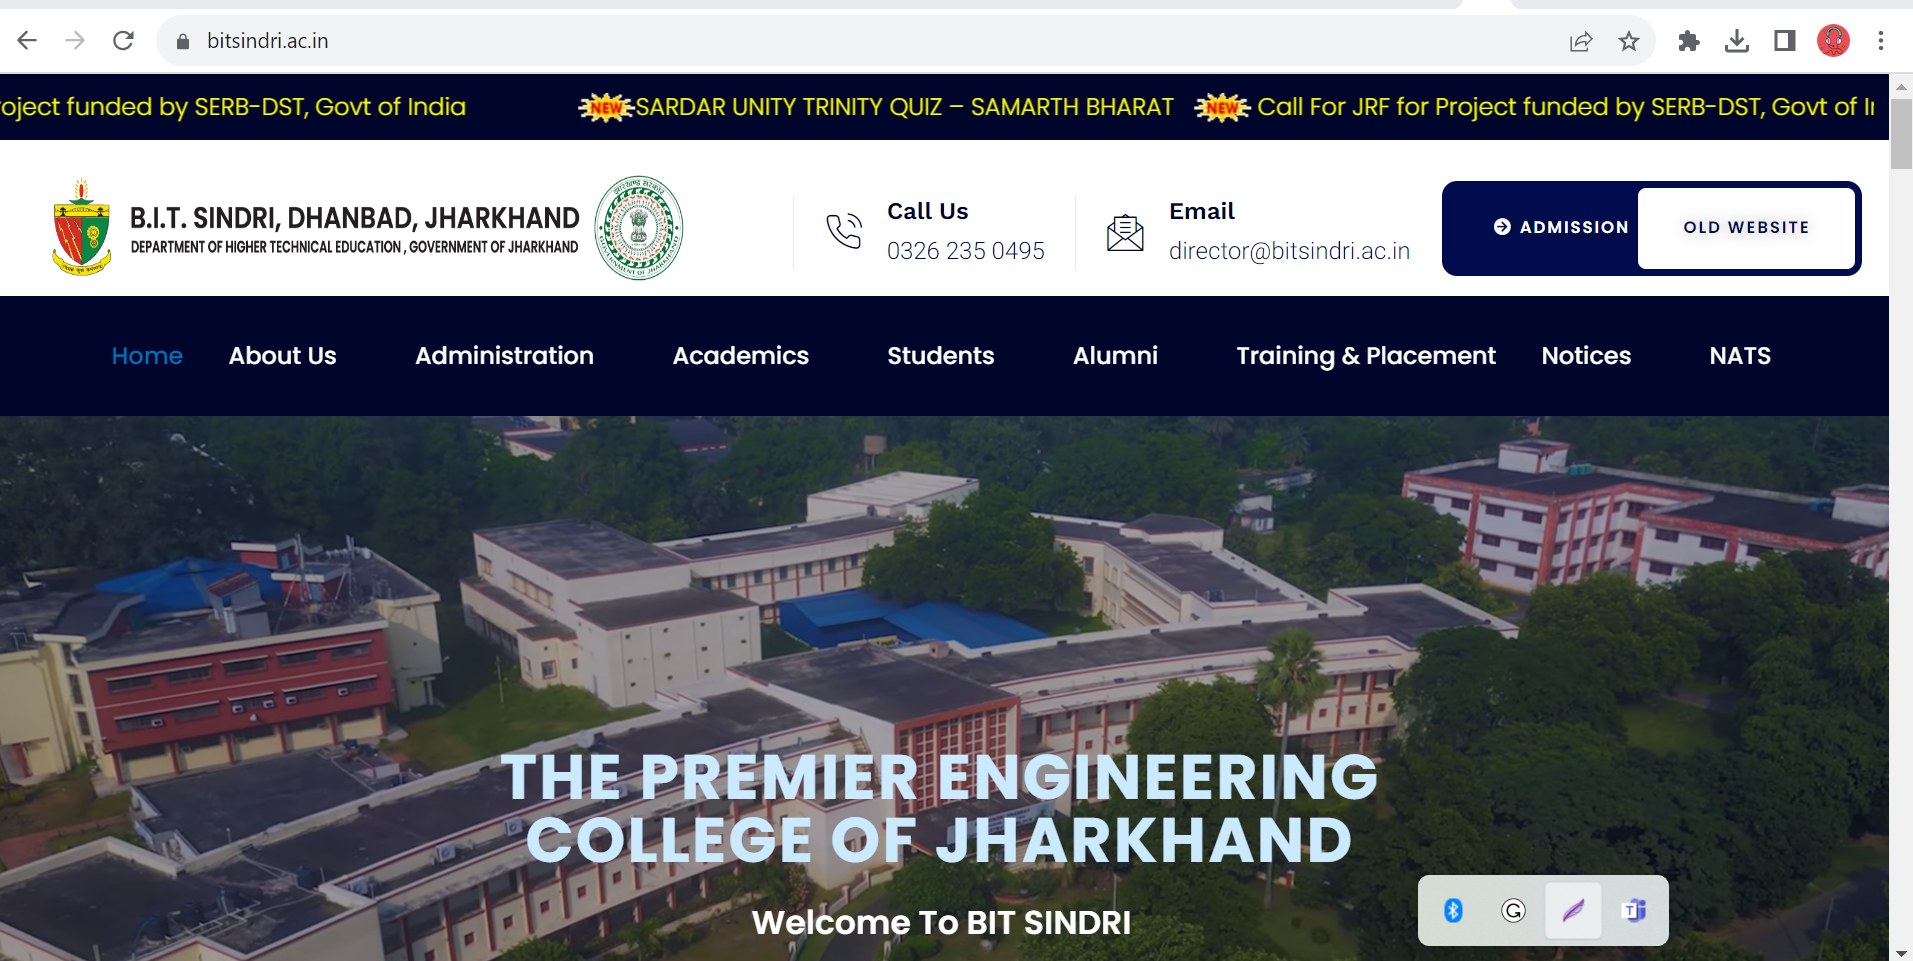 bitsindri.ac.in
oject funded by SERB-DST, Govt of India NEW SARDAR UNITY TRINITY QUIZ – SAMARTH BHARAT NEW Call For JRF for Project funded by SERB-DST, Govt of I
B.I.T. SINDRI, DHANBAD, JHARKHAND
DEPARTMENT OF HIGHER TECHNICAL EDUCATION , GOVERNMENT OF JHARKHAND
Call Us
0326 235 0495
Email
director@bitsindri.ac.in
ADMISSION
OLD WEBSITE
Home About Us Administration Academics Students Alumni Training & Placement Notices NATS
THE PREMIER ENGINEERING
COLLEGE OF JHARKHAND
Welcome To BIT SINDRI